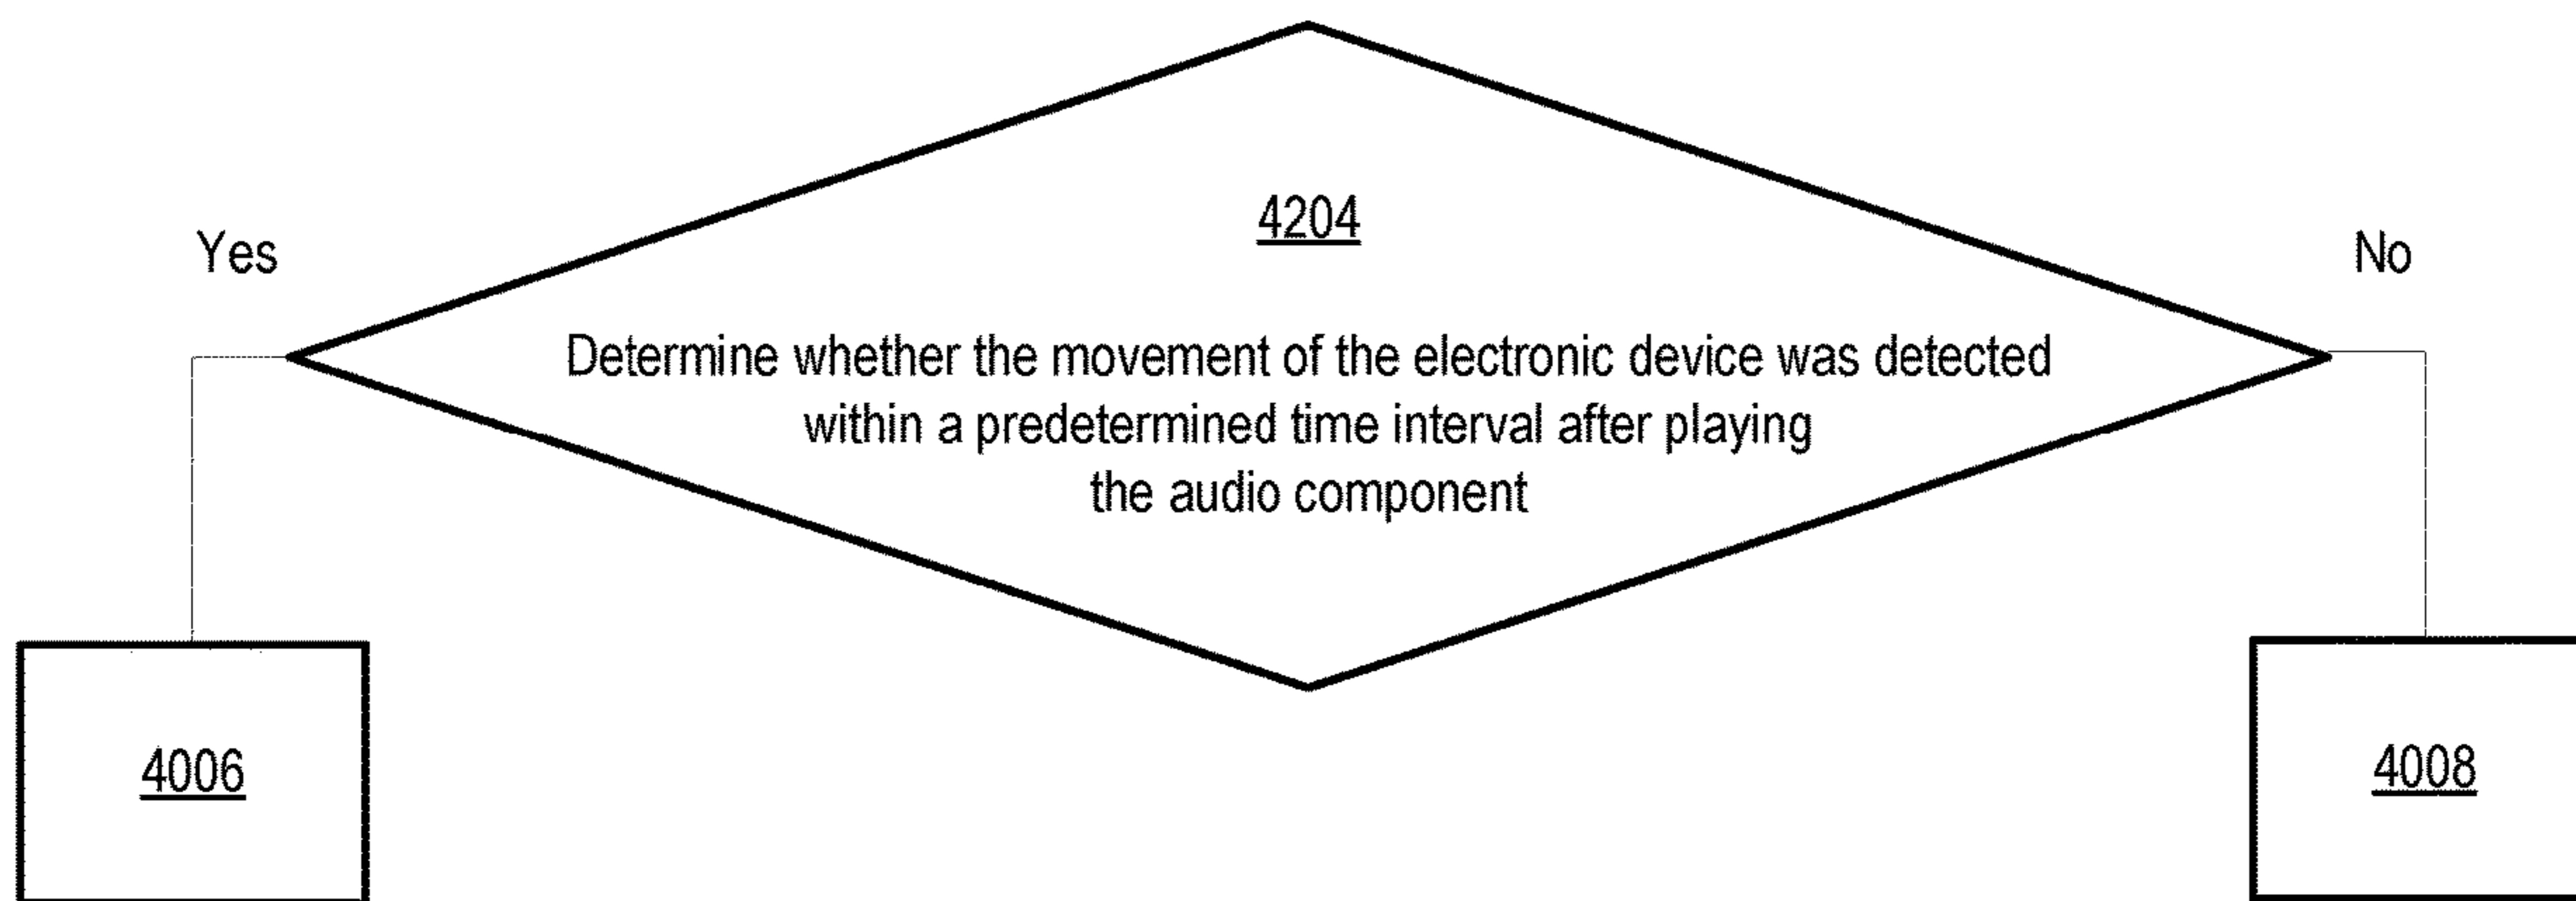 4204
Yes
No
Determine whether the movement of the electronic device was detected
within a predetermined time interval after playing
the audio component
4006
4008